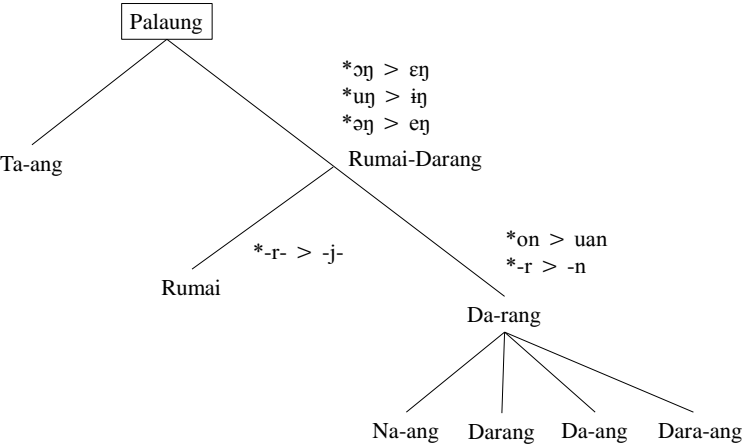 Palaung
*ɔŋ > ɛŋ
*uŋ > ɨŋ
*əŋ > eŋ
Ta-ang
Rumai-Darang
*-r- > -j-
*on > uan
*-r > -n
Rumai
Da-rang
Na-ang
Darang
Da-ang
Dara-ang